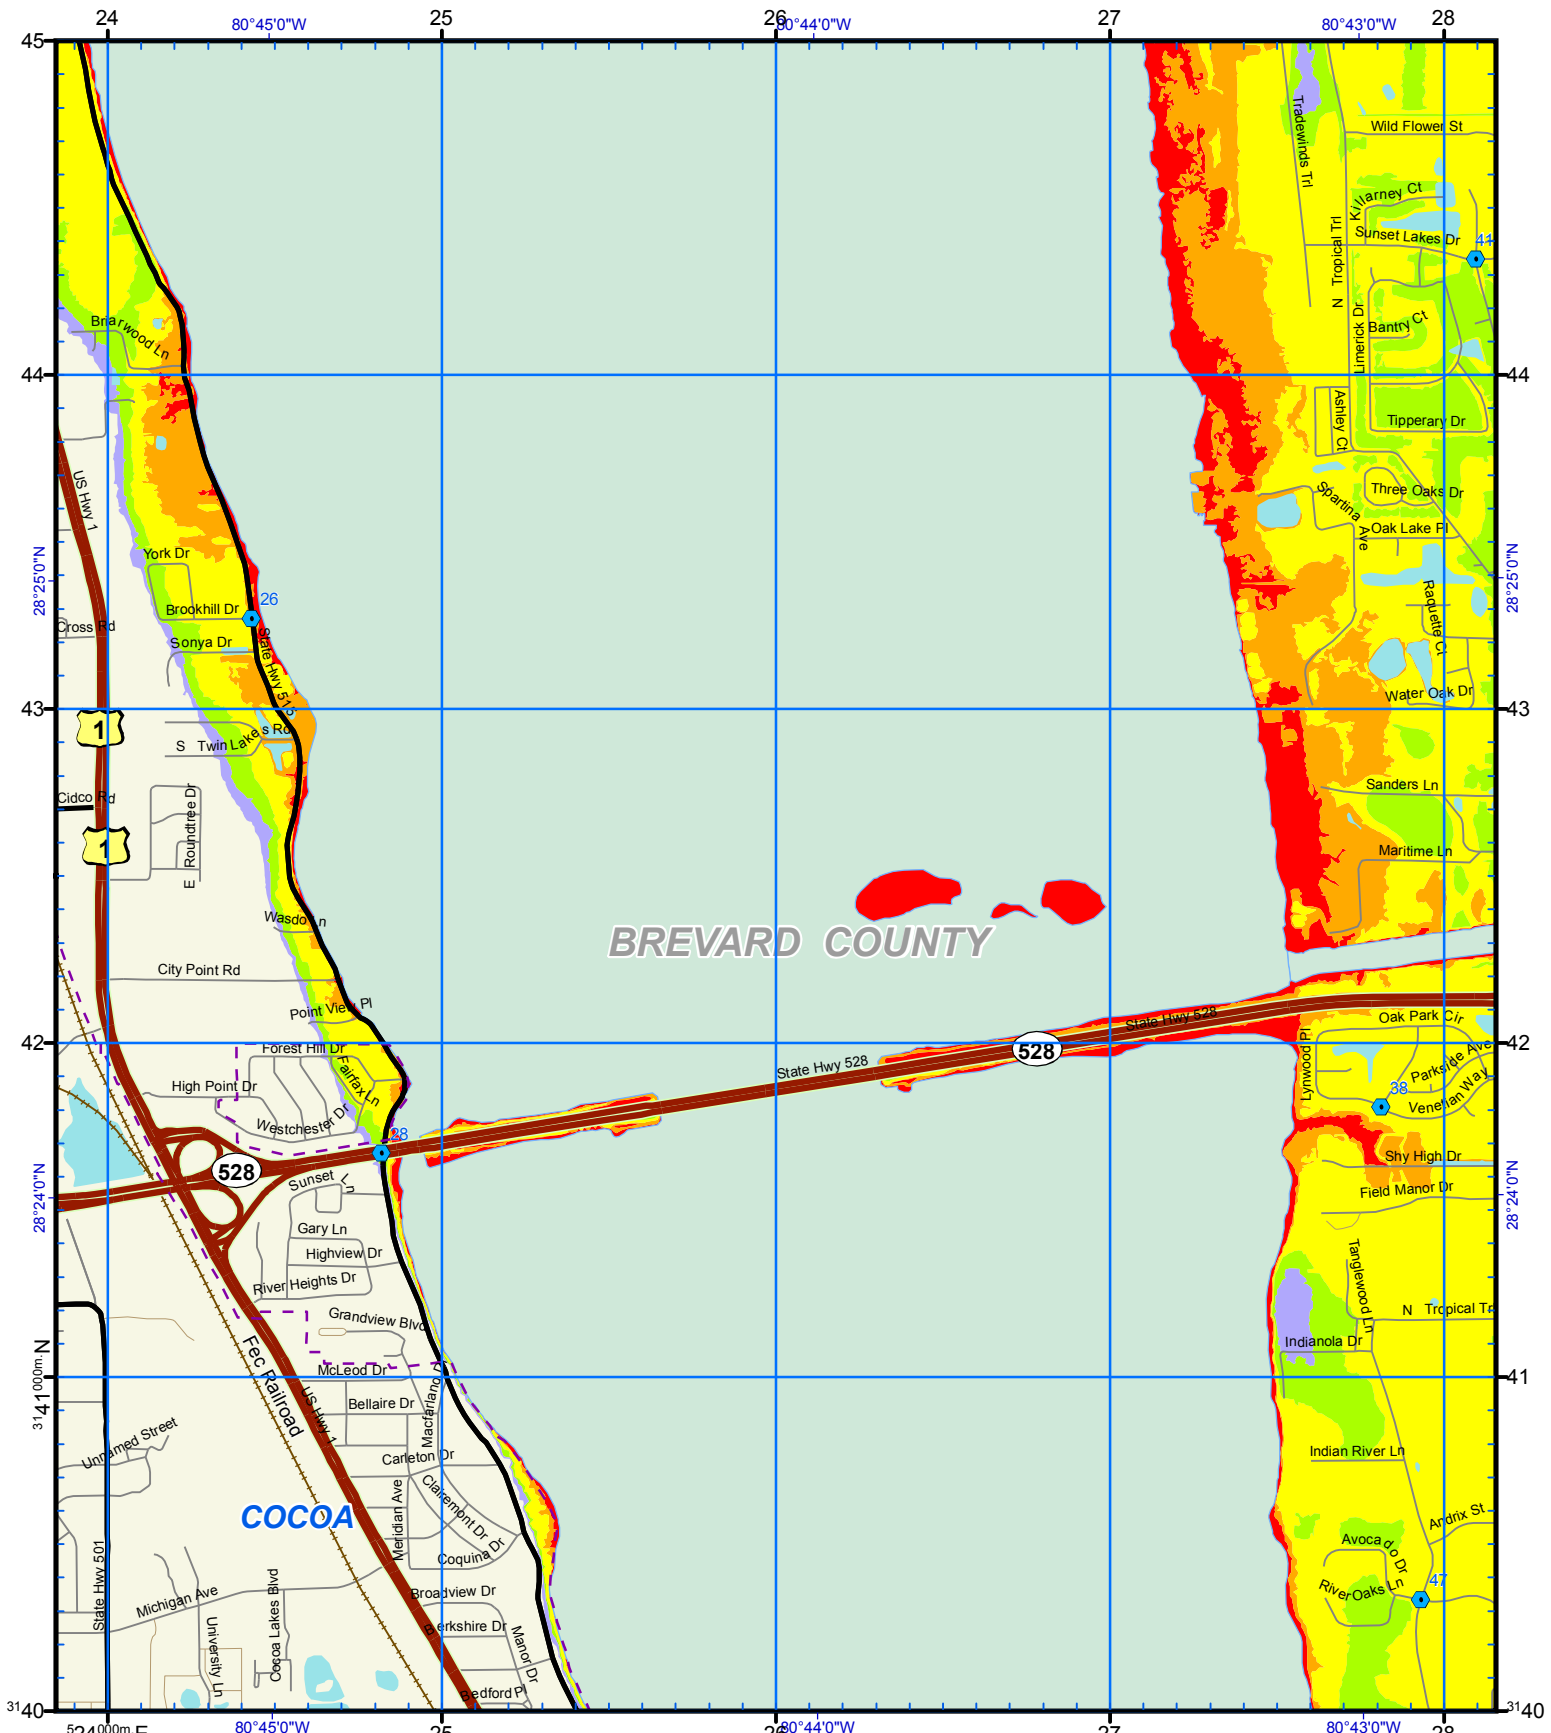 24 25 26 27 28
80°45'0"W 80°44'0"W 80°43'0"W
45
Tradewinds Trl
Wild Flower St
Killarney Ct
N Tropical Trl
Sunset Lakes Dr
41
Briarwood Ln
Limerick Dr
Bantry Ct
44 44
Ashley Ct
Tipperary Dr
US Hwy 1
Spartina Ave
Three Oaks Dr
Oak Lake Pl
York Dr
28°25'0"N 28°25'0"N
Brookhill Dr
26
Raquette Ct
Cross Rd
Sonya Dr
State Hwy 515
Water Oak Dr
43 43
1
S Twin Lakes Rd
Cidco Rd
E Roundtree Dr
Sanders Ln
1
Maritime Ln
Wasdo Ln
BREVARD COUNTY
City Point Rd
Point View Pl
State Hwy 528
Oak Park Cir
42 42
Forest Hill Dr
528
Fairfax Ln
State Hwy 528
Lynwood Pl
Parkside Ave
High Point Dr
38
Venetian Way
Westchester Dr
28
528
Shy High Dr
Sunset Ln
Field Manor Dr
28°24'0"N 28°24'0"N
Gary Ln
Highview Dr
Tanglewood Ln
River Heights Dr
Grandview Blvd
N Tropical Tr
Indianola Dr
Fec Railroad
McLeod Dr
3141000m. N 41
US Hwy 1
Bellaire Dr
Macfarland D
Unnamed Street
Carleton Dr
Indian River Ln
Clairemont Dr
Meridian Ave
COCOA
Andrix St
Coquina Dr
Avocado Dr
State Hwy 501
Michigan Ave
Cocoa Lakes Blvd
Broadview Dr
River Oaks Ln
47
University Ln
Berkshire Dr
Manor Dr
Bedford Pl
3140 3140
524000m. E 25 26 27 28
80°45'0"W 80°44'0"W 80°43'0"W